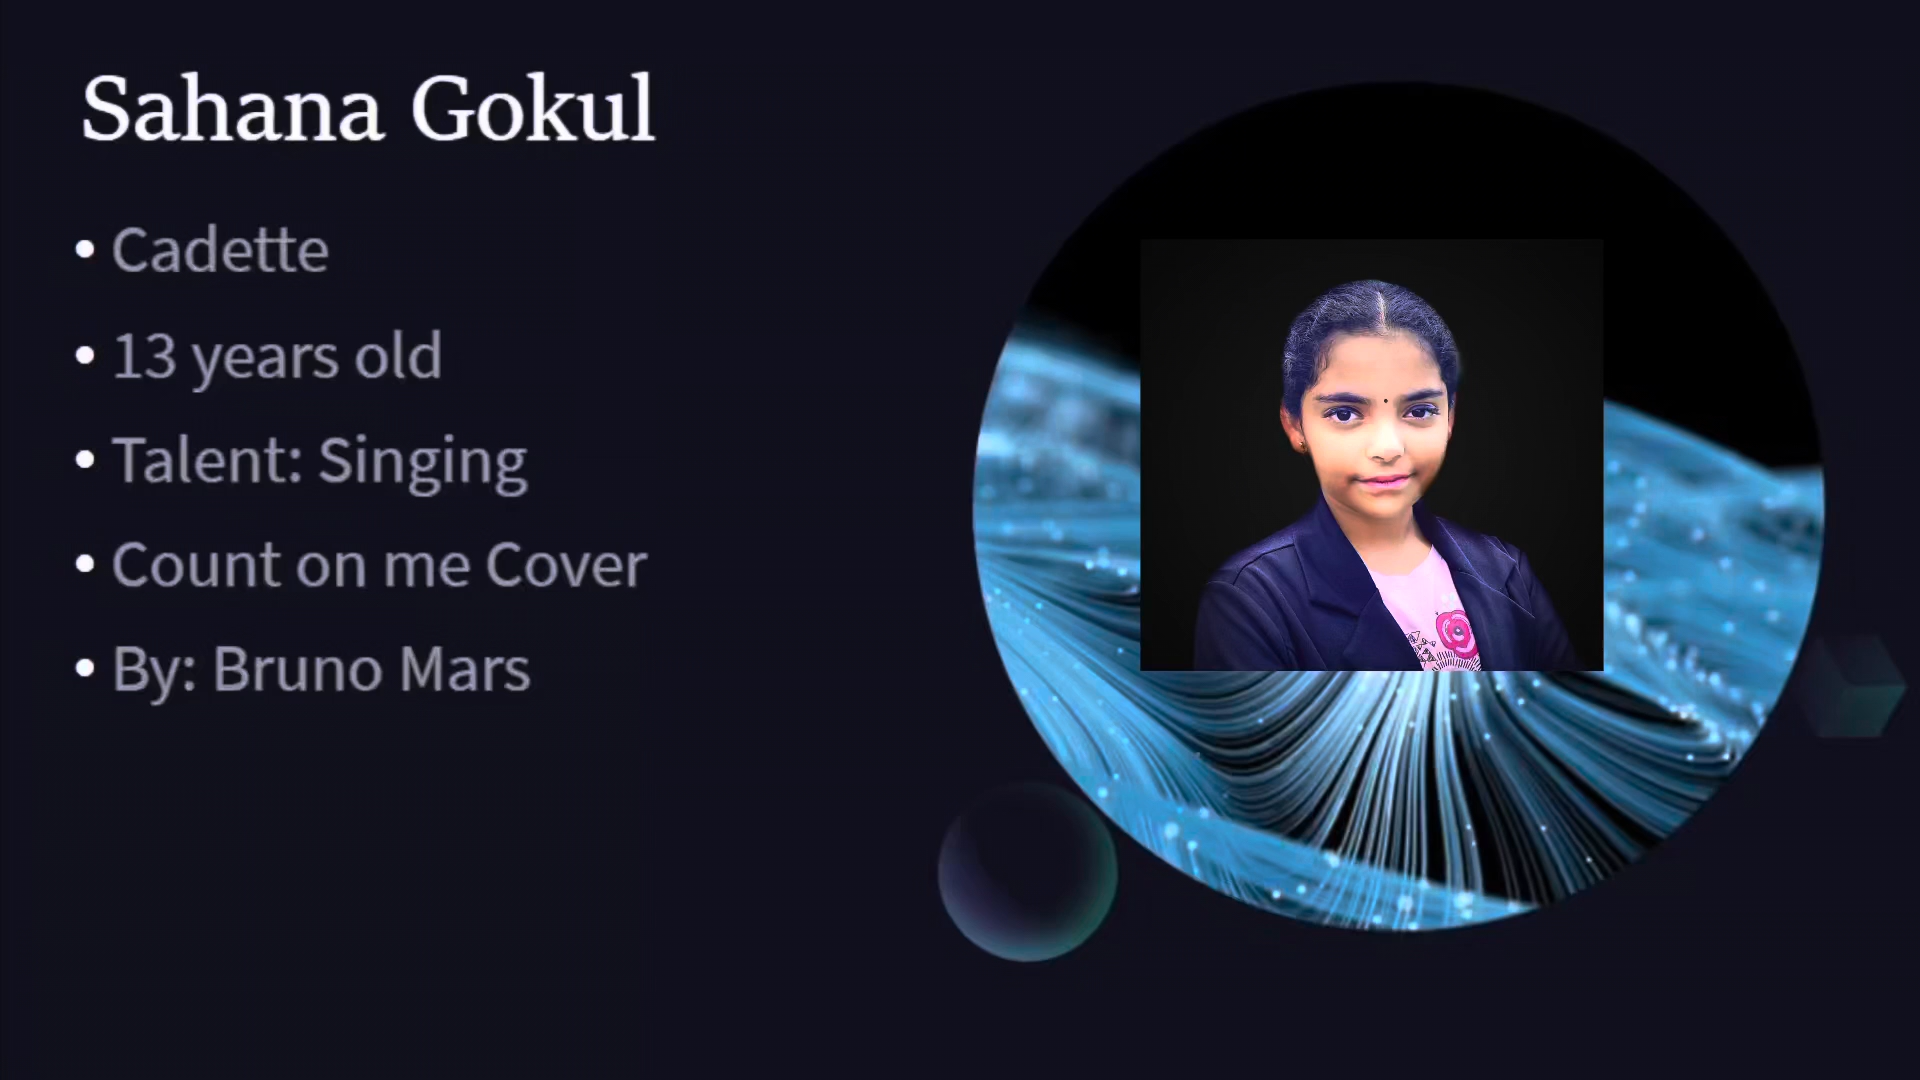 Sahana Gokul
• Cadette
• 13 years old
• Talent: Singing
• Count on me Cover
• By: Bruno Mars